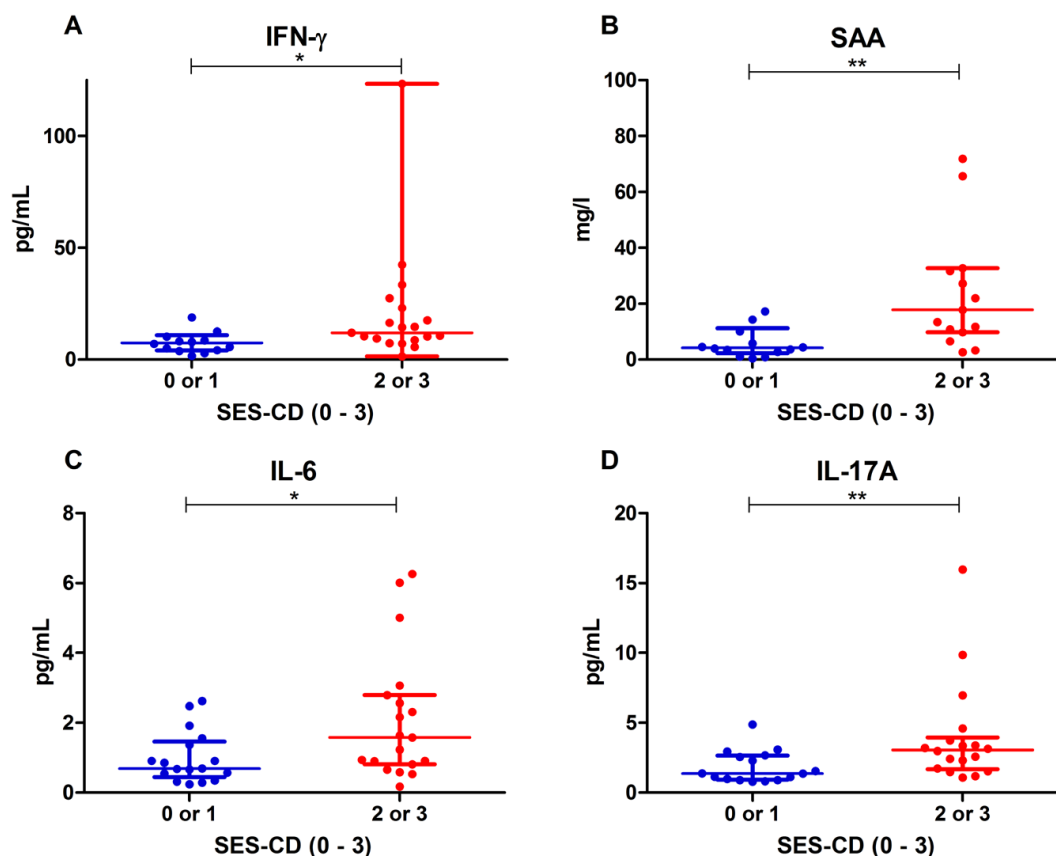 A
IFN-γ
*
pg/mL
100
50
0
0 or 1
2 or 3
SES-CD (0 - 3)
B
SAA
**
mg/l
100
80
60
40
20
0
0 or 1
2 or 3
SES-CD (0 - 3)
C
IL-6
*
pg/mL
8
6
4
2
0
0 or 1
2 or 3
SES-CD (0 - 3)
D
IL-17A
**
pg/mL
20
15
10
5
0
0 or 1
2 or 3
SES-CD (0 - 3)